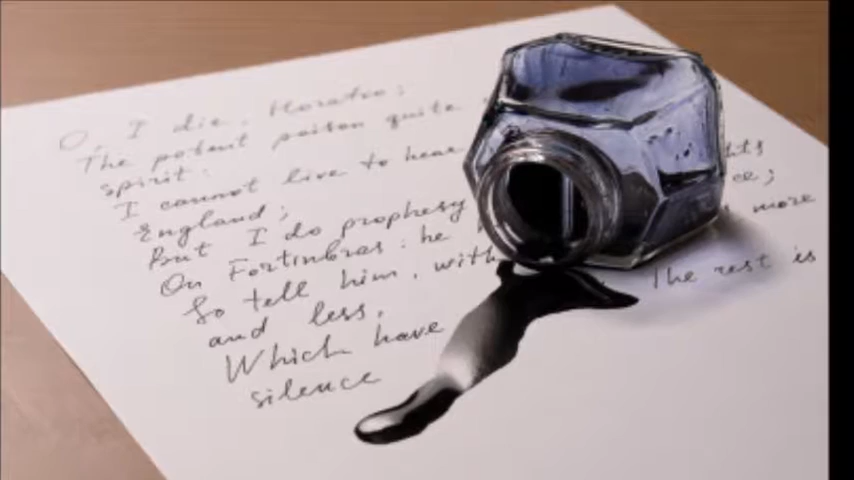 O, I die, Horatio;
The potent poison quite
spirit.
I cannot live to hear
England;
But I do prophesy
On Fortinbras: he more
So tell him, with
and less,
Which have The rest is
silence